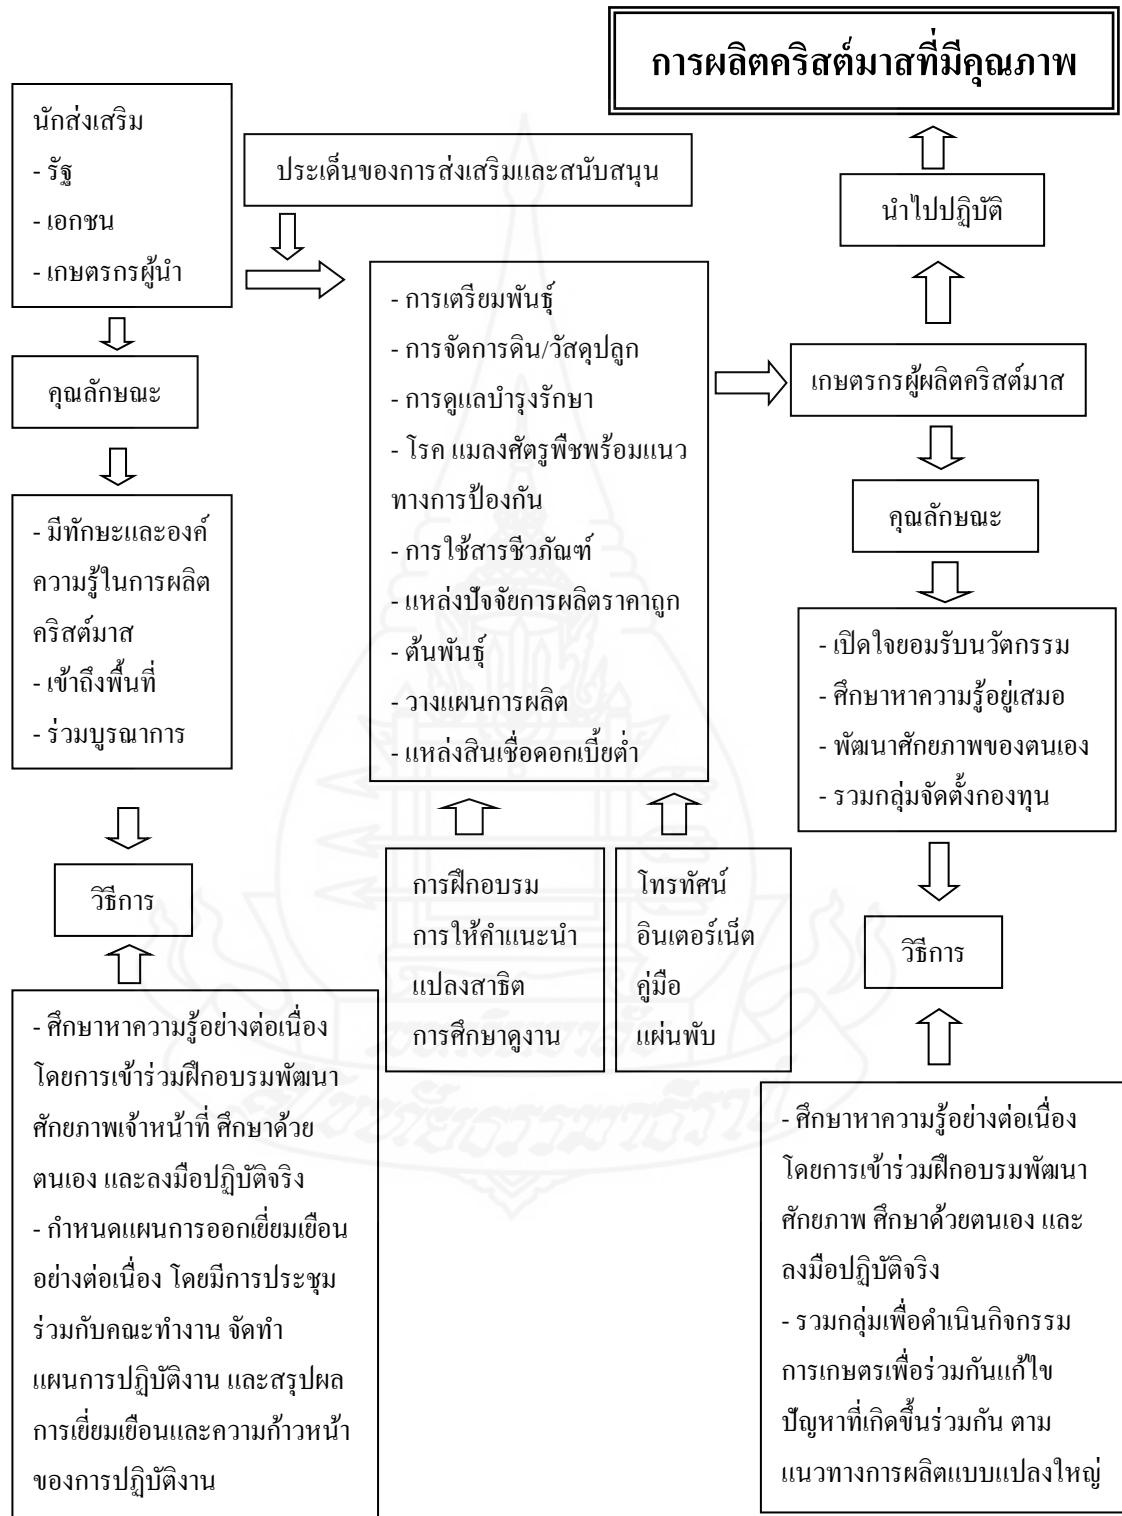 การผลิตคริสต์มาสที่มีคุณภาพ
นักส่งเสริม
- รัฐ
- เอกชน
- เกษตรกรผู้นำ
ประเด็นของการส่งเสริมและสนับสนุน
นำไปปฏิบัติ
- การเตรียมพันธุ์
- การจัดการดิน/วัสดุปลูก
- การดูแลบำรุงรักษา
- โรค แมลงศัตรูพืชพร้อมแนว
ทางการป้องกัน
- การใช้สารชีวภัณฑ์
- แหล่งปัจจัยการผลิตราคาถูก
- ต้นพันธุ์
- วางแผนการผลิต
- แหล่งสินเชื่อดอกเบี้ยต่ำ
เกษตรกรผู้ผลิตคริสต์มาส
คุณลักษณะ
คุณลักษณะ
- มีทักษะและองค์
ความรู้ในการผลิต
คริสต์มาส
- เข้าถึงพื้นที่
- ร่วมบูรณาการ
- เปิดใจยอมรับนวัตกรรม
- ศึกษาหาความรู้อยู่เสมอ
- พัฒนาศักยภาพของตนเอง
- รวมกลุ่มจัดตั้งกองทุน
วิธีการ
การฝึกอบรม
การให้คำแนะนำ
แปลงสาธิต
การศึกษาดูงาน
โทรทัศน์
อินเตอร์เน็ต
คู่มือ
แผ่นพับ
วิธีการ
- ศึกษาหาความรู้อย่างต่อเนื่อง
โดยการเข้าร่วมฝึกอบรมพัฒนา
ศักยภาพเจ้าหน้าที่ ศึกษาด้วย
ตนเอง และลงมือปฏิบัติจริง
- กำหนดแผนการออกเยี่ยมเยือน
อย่างต่อเนื่อง โดยมีการประชุม
ร่วมกับคณะทำงาน จัดทำ
แผนการปฏิบัติงาน และสรุปผล
การเยี่ยมเยือนและความก้าวหน้า
ของการปฏิบัติงาน
- ศึกษาหาความรู้อย่างต่อเนื่อง
โดยการเข้าร่วมฝึกอบรมพัฒนา
ศักยภาพ ศึกษาด้วยตนเอง และ
ลงมือปฏิบัติจริง
- รวมกลุ่มเพื่อดำเนินกิจกรรม
การเกษตรเพื่อร่วมกันแก้ไข
ปัญหาที่เกิดขึ้นร่วมกัน ตาม
แนวทางการผลิตแบบแปลงใหญ่